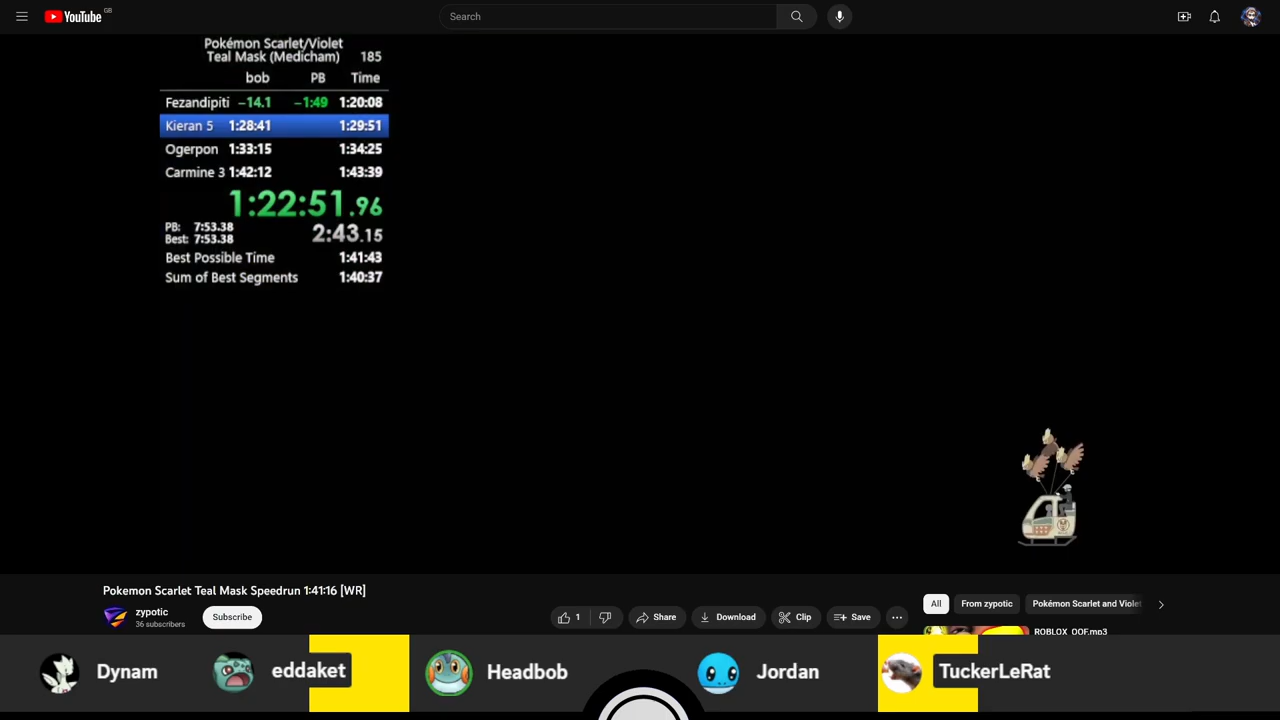 YouTube GB
Search
Pokémon Scarlet/Violet
Teal Mask (Medicham) 185
bob PB Time
Fezandipiti −14.1 −1:49 1:20:08
Kieran 5 1:28:41 1:29:51
Ogerpon 1:33:15 1:34:25
Carmine 3 1:42:12 1:43:39
1:22:51.96
PB: 7:53.38
Best: 7:53.38
2:43.15
Best Possible Time 1:41:43
Sum of Best Segments 1:40:37
Pokemon Scarlet Teal Mask Speedrun 1:41:16 [WR]
zypotic
36 subscribers
Subscribe
1
Share
Download
Clip
Save
All
From zypotic
Pokémon Scarlet and Violet
ROBLOX_OOF.mp3
Dynam
eddaket
Headbob
Jordan
TuckerLeRat